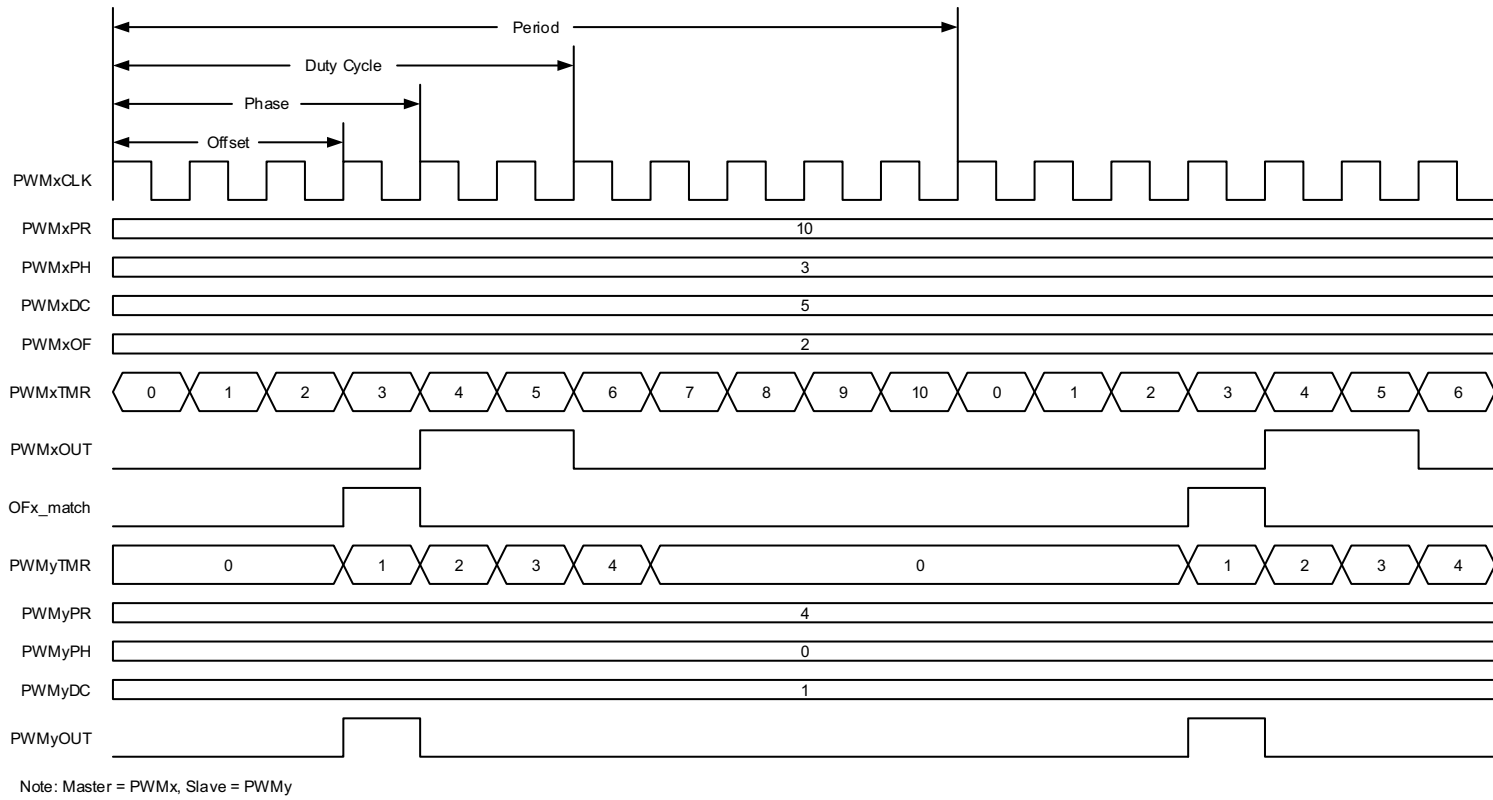 Period
Duty Cycle
Phase
Offset
PWMxCLK
PWMxPR 10
PWMxPH 3
PWMxDC 5
PWMxOF 2
PWMxTMR 0 1 2 3 4 5 6 7 8 9 10 0 1 2 3 4 5 6
PWMxOUT
OFx_match
PWMyTMR 0 1 2 3 4 0 1 2 3 4
PWMyPR 4
PWMyPH 0
PWMyDC 1
PWMyOUT
Note: Master = PWMx, Slave = PWMy